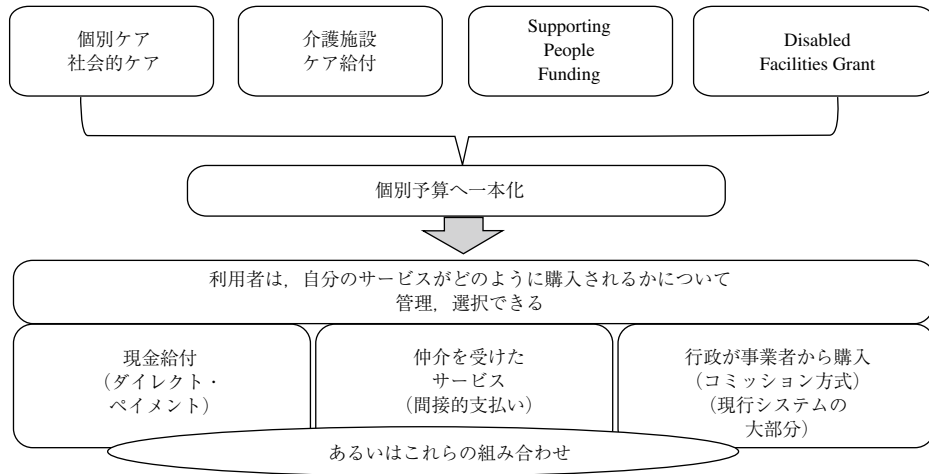 個別ケア
社会的ケア
介護施設
ケア給付
Supporting
People
Funding
Disabled
Facilities Grant
個別予算へ一本化
利用者は，自分のサービスがどのように購入されるかについて
管理，選択できる
現金給付
（ダイレクト・
ペイメント）
仲介を受けた
サービス
（間接的支払い）
行政が事業者から購入
（コミッション方式）
（現行システムの
大部分）
あるいはこれらの組み合わせ